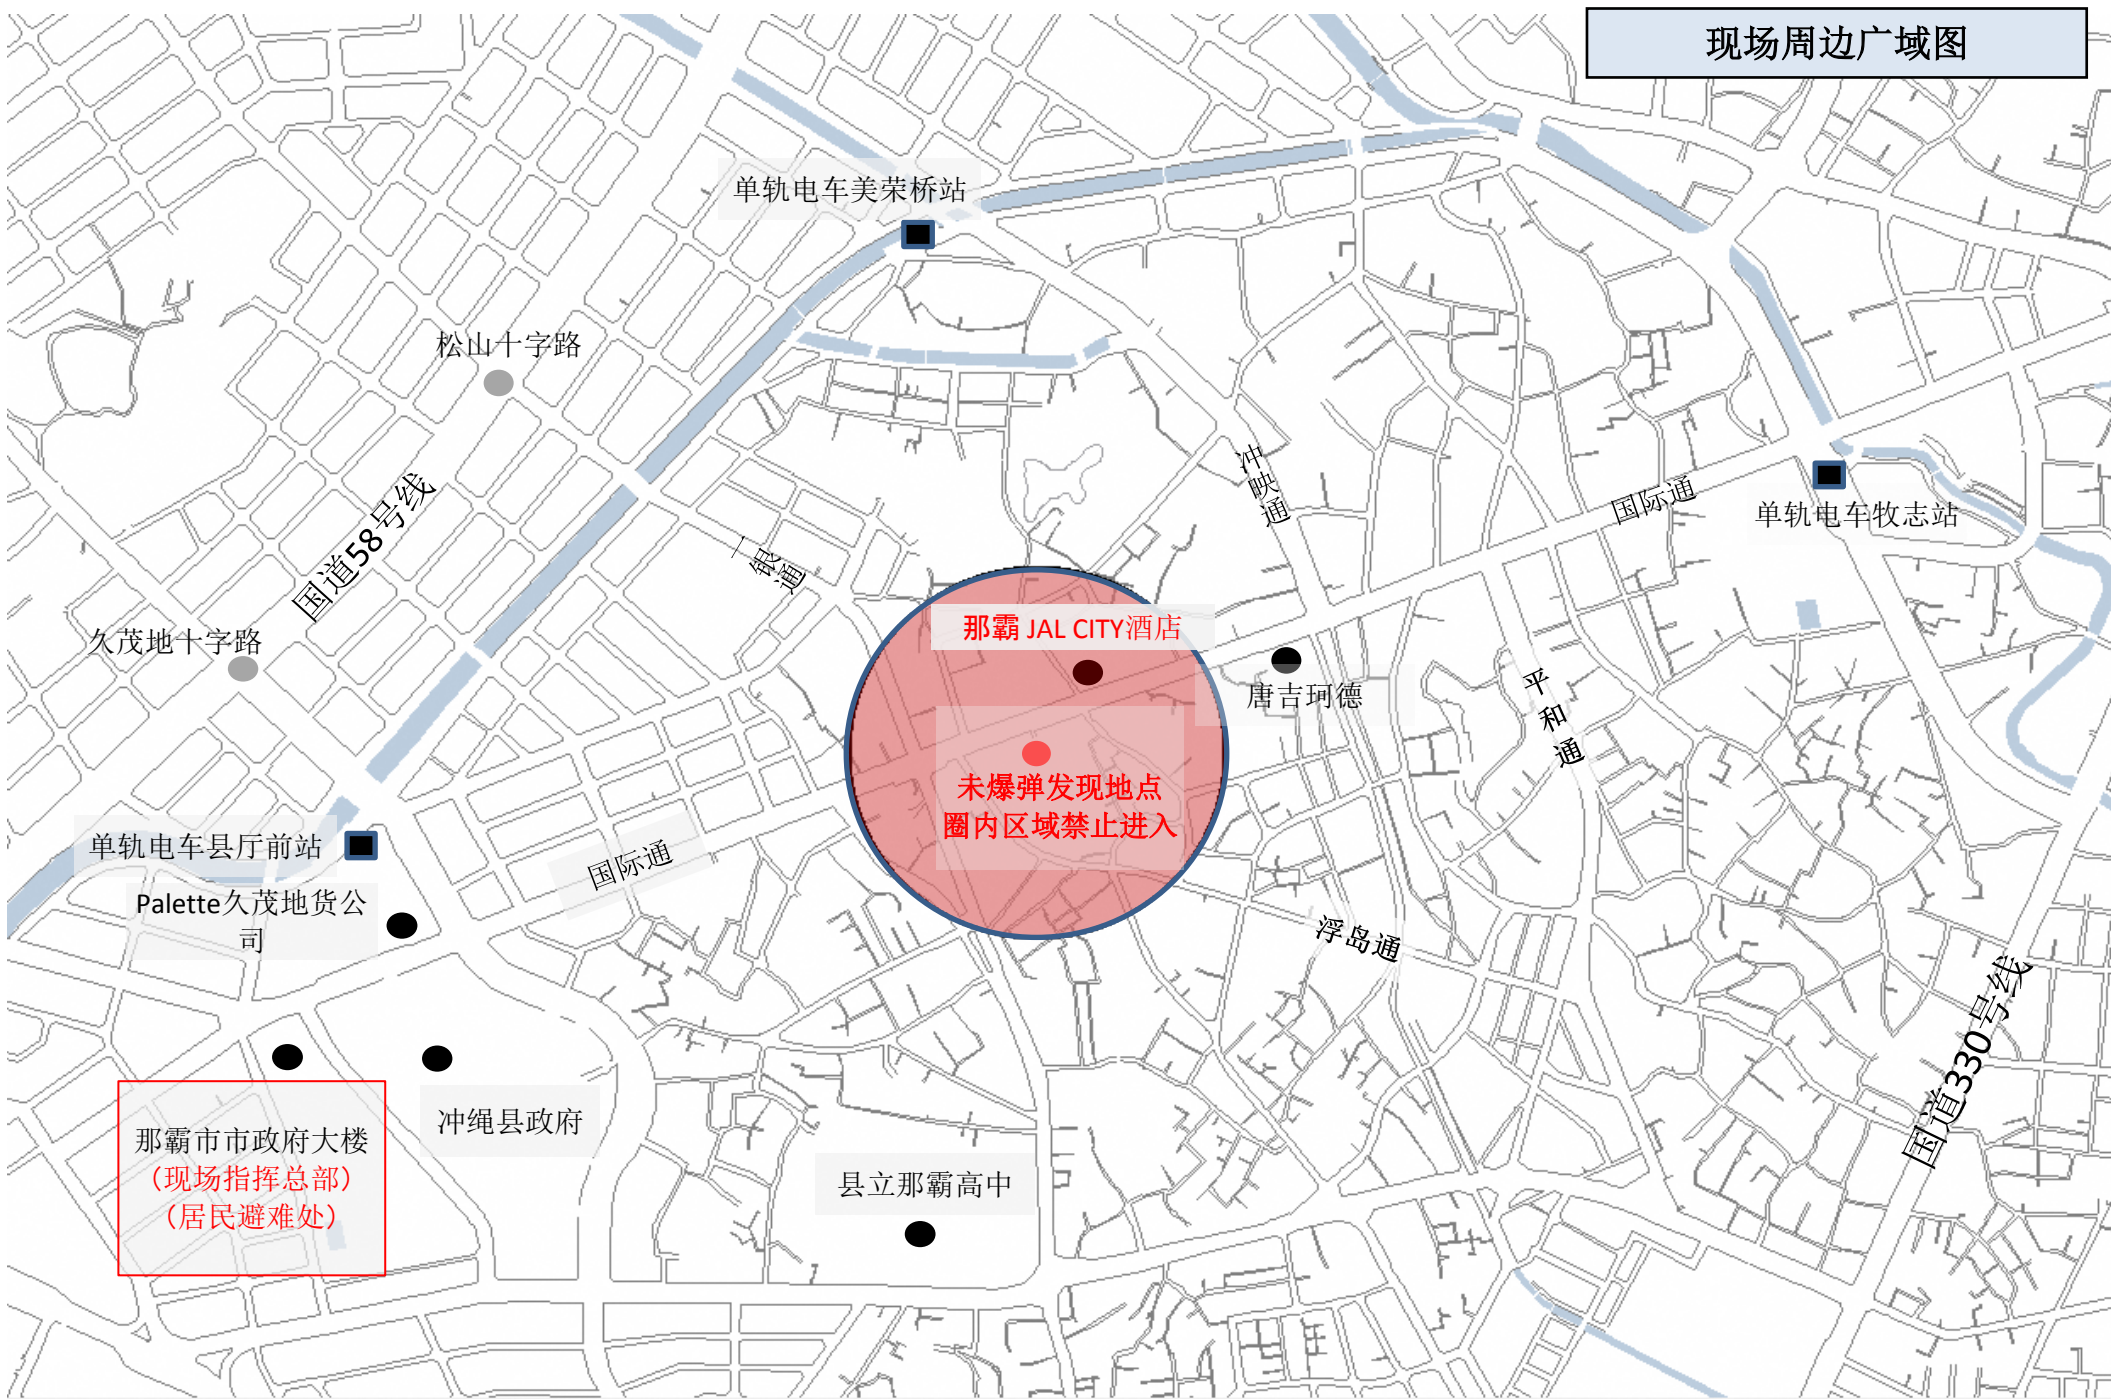 现场周边广域图
单轨电车美荣桥站
松山十字路
冲映通
国际通
单轨电车牧志站
国道58号线
一银通
久茂地十字路
那霸 JAL CITY酒店
唐吉珂德
平和通
未爆弹发现地点
圈内区域禁止进入
单轨电车县厅前站
国际通
Palette久茂地货公
司
浮岛通
国道330号线
冲绳县政府
那霸市市政府大楼
（现场指挥总部）
（居民避难处）
县立那霸高中